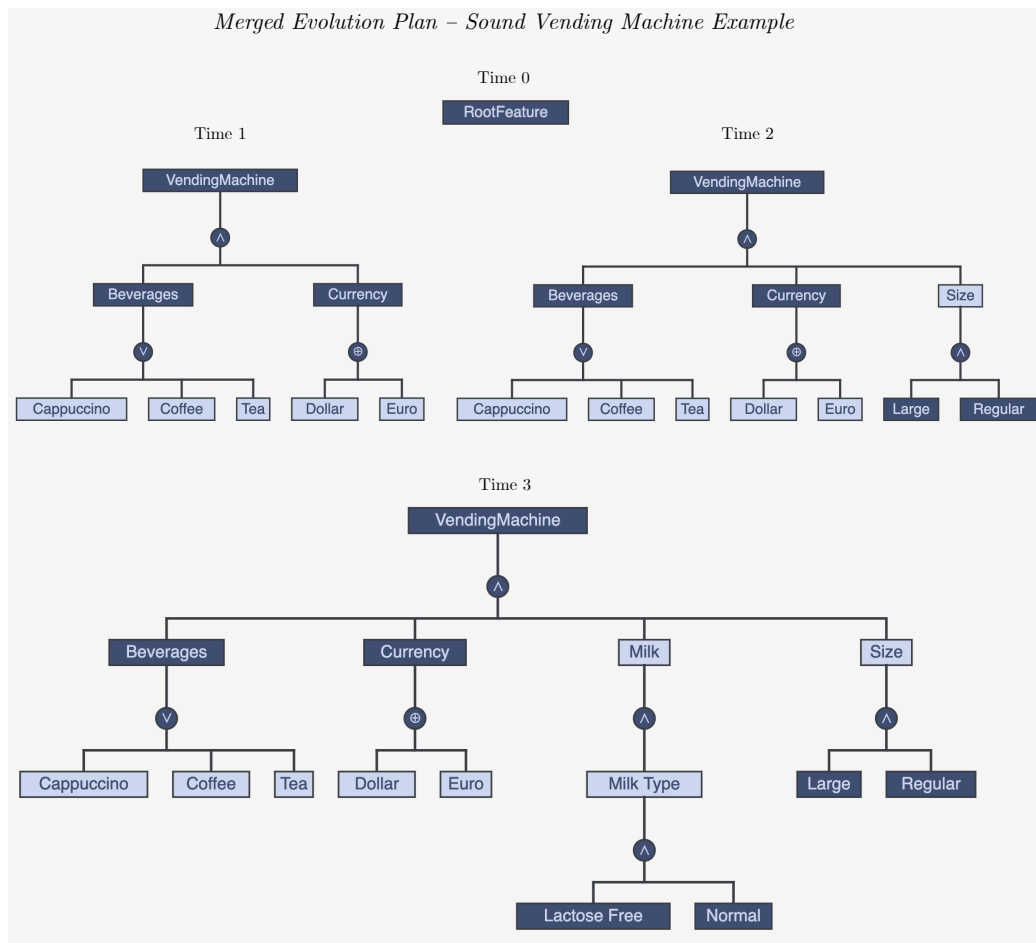 Merged Evolution Plan – Sound Vending Machine Example
Time 0
RootFeature
Time 1
VendingMachine
∧
Beverages Currency
∨ ⊕
Cappuccino Coffee Tea Dollar Euro
Time 2
VendingMachine
∧
Beverages Currency Size
∨ ⊕ ∧
Cappuccino Coffee Tea Dollar Euro Large Regular
Time 3
VendingMachine
∧
Beverages Currency Milk Size
∨ ⊕ ∧ ∧
Cappuccino Coffee Tea Dollar Euro Milk Type Large Regular
∧
Lactose Free Normal